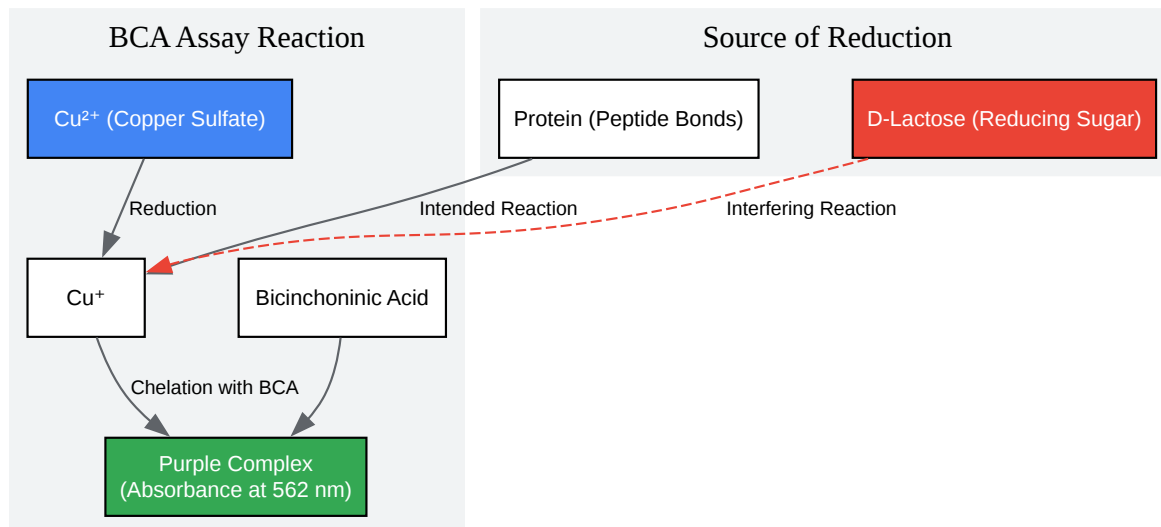 BCA Assay Reaction
Source of Reduction
Cu²⁺ (Copper Sulfate)
Protein (Peptide Bonds)
D-Lactose (Reducing Sugar)
Reduction
Intended Reaction
Interfering Reaction
Cu⁺
Bicinchoninic Acid
Chelation with BCA
Purple Complex
(Absorbance at 562 nm)